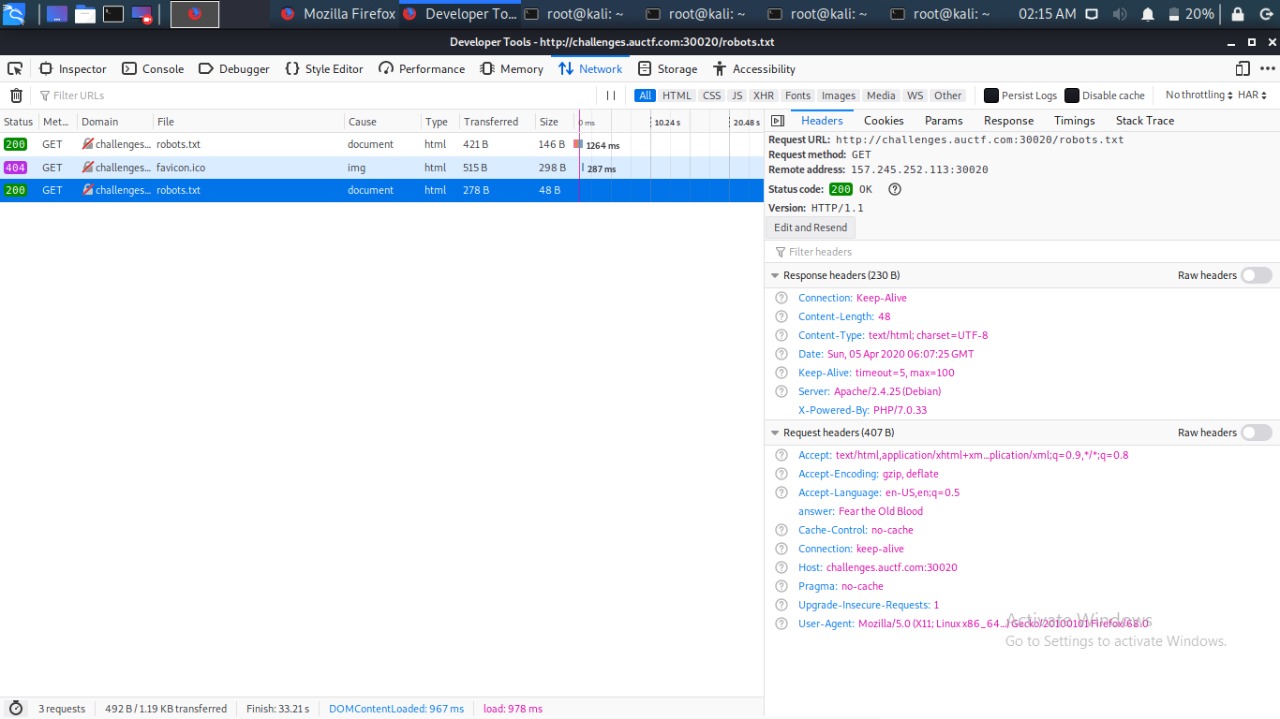 Mozilla Firefox
Developer To...
root@kali: ~
root@kali: ~
root@kali: ~
root@kali: ~
02:15 AM
20%
Developer Tools - http://challenges.auctf.com:30020/robots.txt
Inspector
Console
Debugger
Style Editor
Performance
Memory
Network
Storage
Accessibility
Filter URLs
All HTML CSS JS XHR Fonts Images Media WS Other
Persist Logs
Disable cache
No throttling
HAR
Status Met... Domain File Cause Type Transferred Size 0 ms 10.24 s 20.48 s
200 GET challenges... robots.txt document html 421 B 146 B 1264 ms
404 GET challenges... favicon.ico img html 515 B 298 B 287 ms
200 GET challenges... robots.txt document html 278 B 48 B
Headers Cookies Params Response Timings Stack Trace
Request URL: http://challenges.auctf.com:30020/robots.txt
Request method: GET
Remote address: 157.245.252.113:30020
Status code: 200 OK
Version: HTTP/1.1
Edit and Resend
Filter headers
Response headers (230 B)
Raw headers
Connection: Keep-Alive
Content-Length: 48
Content-Type: text/html; charset=UTF-8
Date: Sun, 05 Apr 2020 06:07:25 GMT
Keep-Alive: timeout=5, max=100
Server: Apache/2.4.25 (Debian)
X-Powered-By: PHP/7.0.33
Request headers (407 B)
Raw headers
Accept: text/html,application/xhtml+xm...plication/xml;q=0.9,*/*;q=0.8
Accept-Encoding: gzip, deflate
Accept-Language: en-US,en;q=0.5
answer: Fear the Old Blood
Cache-Control: no-cache
Connection: keep-alive
Host: challenges.auctf.com:30020
Pragma: no-cache
Upgrade-Insecure-Requests: 1
User-Agent: Mozilla/5.0 (X11; Linux x86_64...) Gecko/20100101 Firefox/68.0
Activate Windows
Go to Settings to activate Windows.
3 requests
492 B / 1.19 KB transferred
Finish: 33.21 s
DOMContentLoaded: 967 ms
load: 978 ms